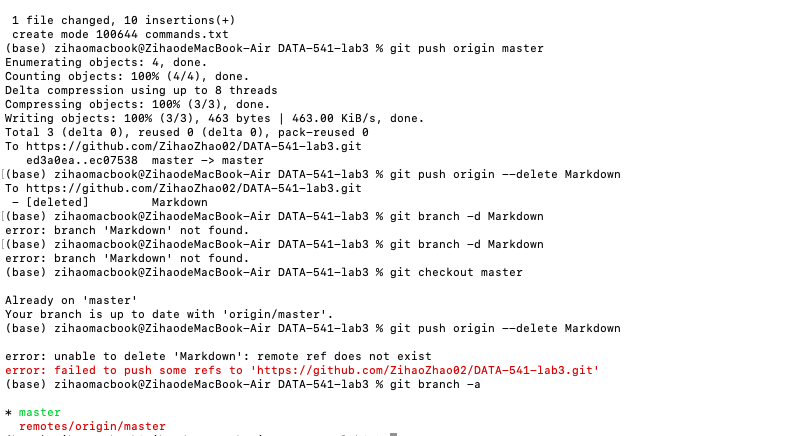 1 file changed, 10 insertions(+)
create mode 100644 commands.txt
(base) zihaomacbook@ZihaodeMacBook-Air DATA-541-lab3 % git push origin master
Enumerating objects: 4, done.
Counting objects: 100% (4/4), done.
Delta compression using up to 8 threads
Compressing objects: 100% (3/3), done.
Writing objects: 100% (3/3), 463 bytes | 463.00 KiB/s, done.
Total 3 (delta 0), reused 0 (delta 0), pack-reused 0
To https://github.com/ZihaoZhao02/DATA-541-lab3.git
   ed3a0ea..ec07538  master -> master
[(base) zihaomacbook@ZihaodeMacBook-Air DATA-541-lab3 % git push origin --delete Markdown
To https://github.com/ZihaoZhao02/DATA-541-lab3.git
 - [deleted]         Markdown
[(base) zihaomacbook@ZihaodeMacBook-Air DATA-541-lab3 % git branch -d Markdown
error: branch 'Markdown' not found.
[(base) zihaomacbook@ZihaodeMacBook-Air DATA-541-lab3 % git branch -d Markdown
error: branch 'Markdown' not found.
(base) zihaomacbook@ZihaodeMacBook-Air DATA-541-lab3 % git checkout master
Already on 'master'
Your branch is up to date with 'origin/master'.
(base) zihaomacbook@ZihaodeMacBook-Air DATA-541-lab3 % git push origin --delete Markdown
error: unable to delete 'Markdown': remote ref does not exist
error: failed to push some refs to 'https://github.com/ZihaoZhao02/DATA-541-lab3.git'
(base) zihaomacbook@ZihaodeMacBook-Air DATA-541-lab3 % git branch -a
* master
  remotes/origin/master